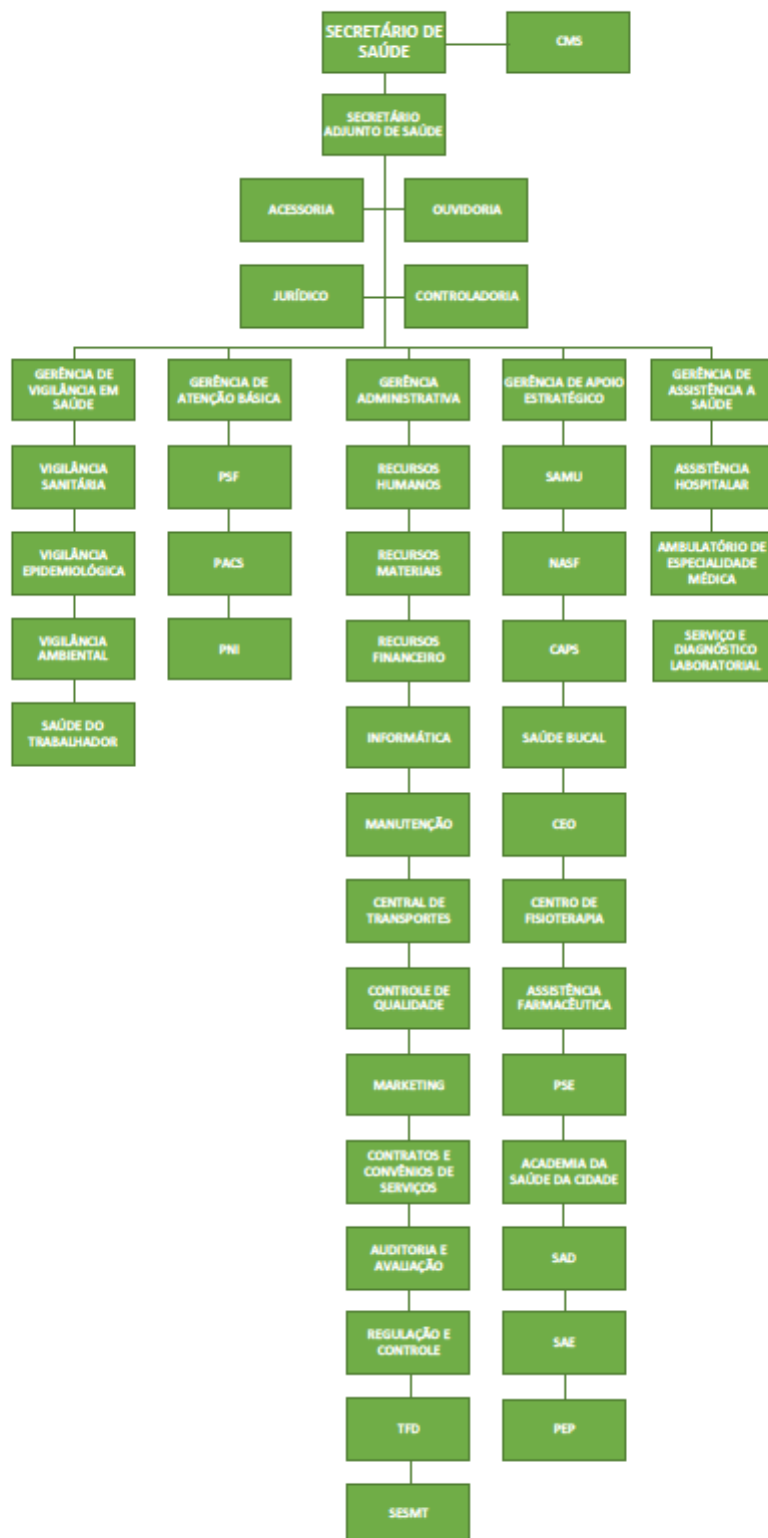 SECRETÁRIO DE
SAÚDE
CMS
SECRETÁRIO
ADJUNTO DE SAÚDE
ACESSORIA
OUVIDORIA
JURÍDICO
CONTROLADORIA
GERÊNCIA DE
VIGILÂNCIA EM
SAÚDE
GERÊNCIA DE
ATENÇÃO BÁSICA
GERÊNCIA
ADMINISTRATIVA
GERÊNCIA DE APOIO
ESTRATÉGICO
GERÊNCIA DE
ASSISTÊNCIA A
SAÚDE
VIGILÂNCIA
SANITÁRIA
PSF
RECURSOS
HUMANOS
SAMU
ASSISTÊNCIA
HOSPITALAR
VIGILÂNCIA
EPIDEMIOLÓGICA
PACS
RECURSOS
MATERIAIS
NASF
AMBULATÓRIO DE
ESPECIALIDADE
MÉDICA
VIGILÂNCIA
AMBIENTAL
PNI
RECURSOS
FINANCEIRO
CAPS
SERVIÇO E
DIAGNÓSTICO
LABORATORIAL
SAÚDE DO
TRABALHADOR
INFORMÁTICA
SAÚDE BUCAL
MANUTENÇÃO
CEO
CENTRAL DE
TRANSPORTES
CENTRO DE
FISIOTERAPIA
CONTROLE DE
QUALIDADE
ASSISTÊNCIA
FARMACÊUTICA
MARKETING
PSE
CONTRATOS E
CONVÊNIOS DE
SERVIÇOS
ACADEMIA DA
SAÚDE DA CIDADE
AUDITORIA E
AVALIAÇÃO
SAD
REGULAÇÃO E
CONTROLE
SAE
TFD
PEP
SESMT